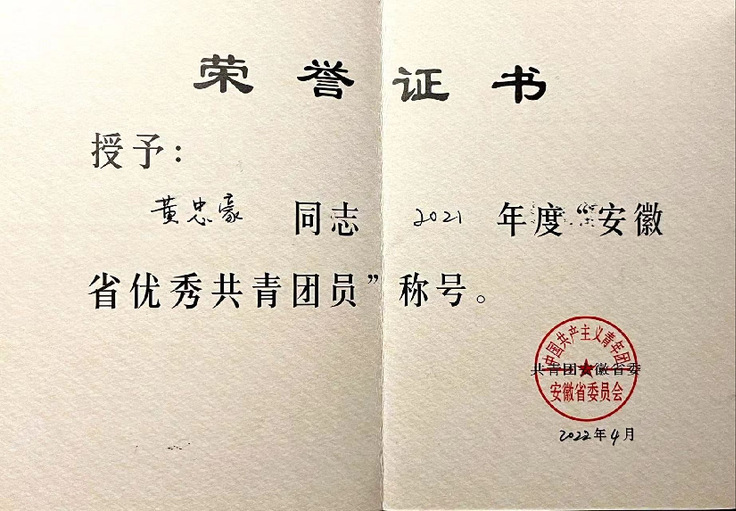 荣誉证书
授予：
黄忠豪 同志 2021 年度“安徽
省优秀共青团员”称号。
中国共产主义青年团
共青团安徽省委
安徽省委员会
2022年4月